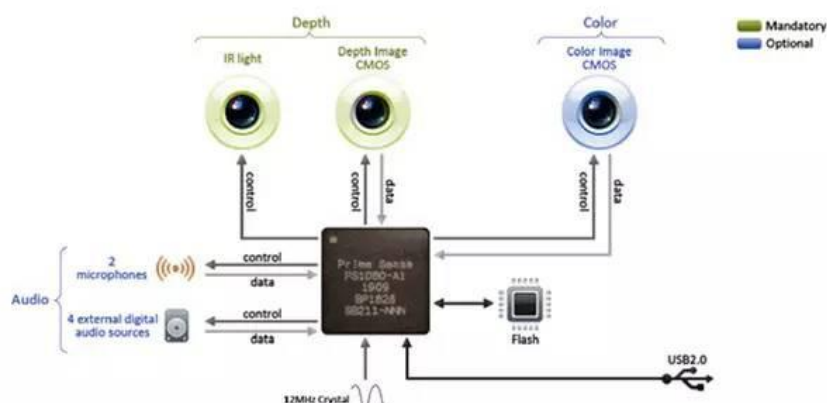 Depth
Color
Mandatory
Optional
IR light
Depth Image
CMOS
Color Image
CMOS
control
control
data
control
data
Prime Sense
PS1080-A1
1909
BP1828
SB211-NNN
Audio
2
microphones
control
data
4 external digital
audio sources
control
data
Flash
USB2.0
12MHz Crystal